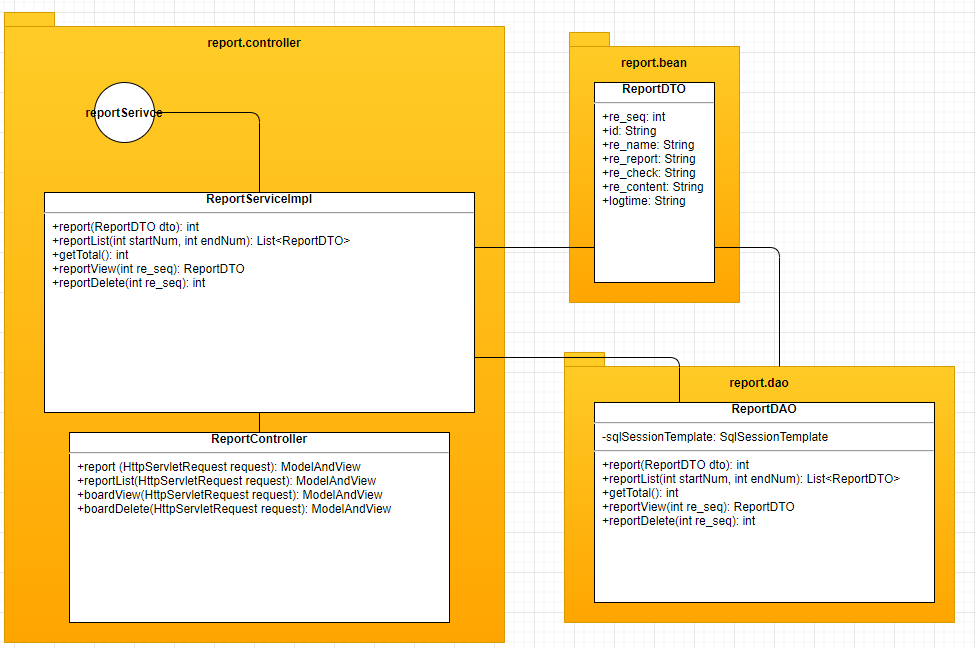 report.controller
reportSerivce
ReportServiceImpl
+report(ReportDTO dto): int
+reportList(int startNum, int endNum): List<ReportDTO>
+getTotal(): int
+reportView(int re_seq): ReportDTO
+reportDelete(int re_seq): int
ReportController
+report (HttpServletRequest request): ModelAndView
+reportList(HttpServletRequest request): ModelAndView
+boardView(HttpServletRequest request): ModelAndView
+boardDelete(HttpServletRequest request): ModelAndView
report.bean
ReportDTO
+re_seq: int
+id: String
+re_name: String
+re_report: String
+re_check: String
+re_content: String
+logtime: String
report.dao
ReportDAO
-sqlSessionTemplate: SqlSessionTemplate
+report(ReportDTO dto): int
+reportList(int startNum, int endNum): List<ReportDTO>
+getTotal(): int
+reportView(int re_seq): ReportDTO
+reportDelete(int re_seq): int